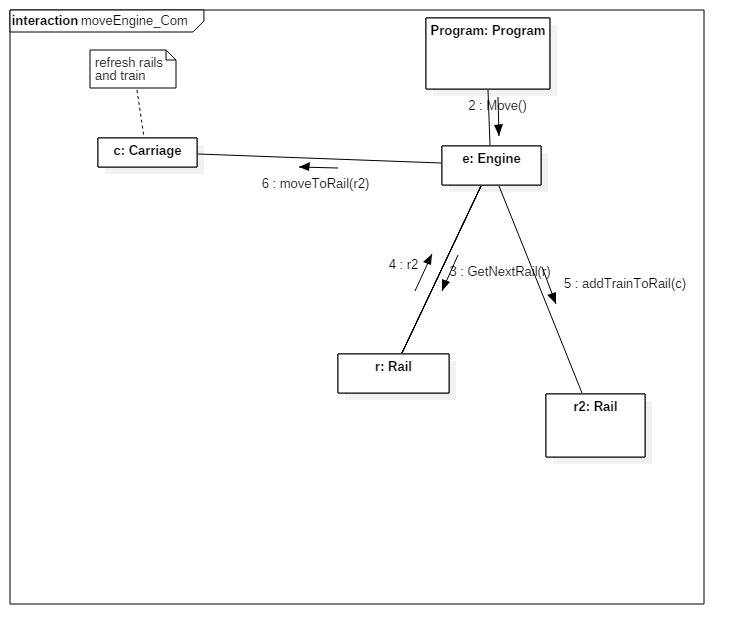 interaction moveEngine_Com
Program: Program
refresh rails
and train
2 : Move()
c: Carriage
e: Engine
6 : moveToRail(r2)
4 : r2
3 : GetNextRail(r)
5 : addTrainToRail(c)
r: Rail
r2: Rail